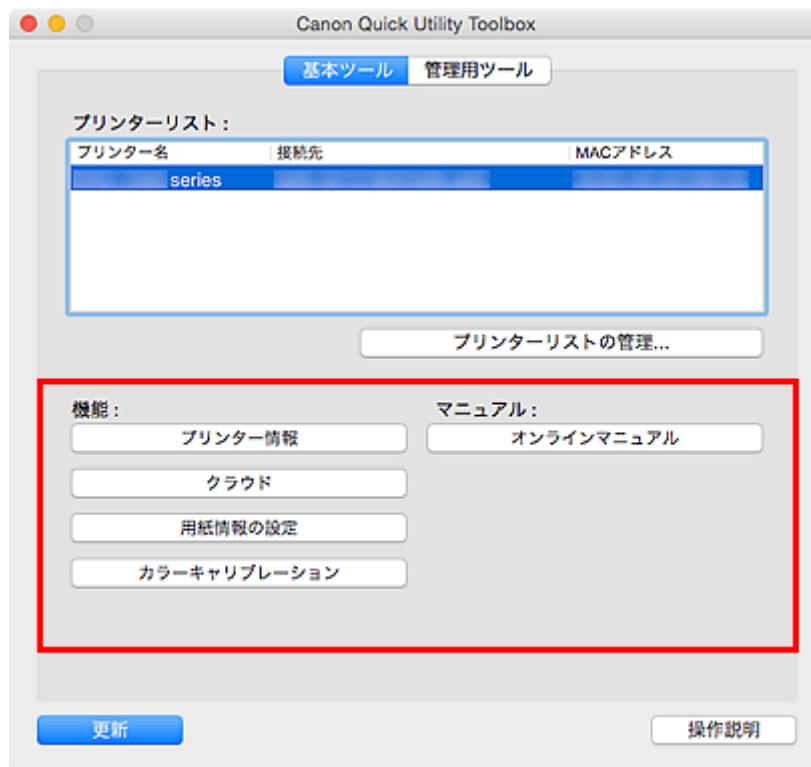 Canon Quick Utility Toolbox
基本ツール 管理用ツール
プリンターリスト：
プリンター名 接続先 MACアドレス
series
プリンターリストの管理...
機能： マニュアル：
プリンター情報 オンラインマニュアル
クラウド
用紙情報の設定
カラーキャリブレーション
更新 操作説明